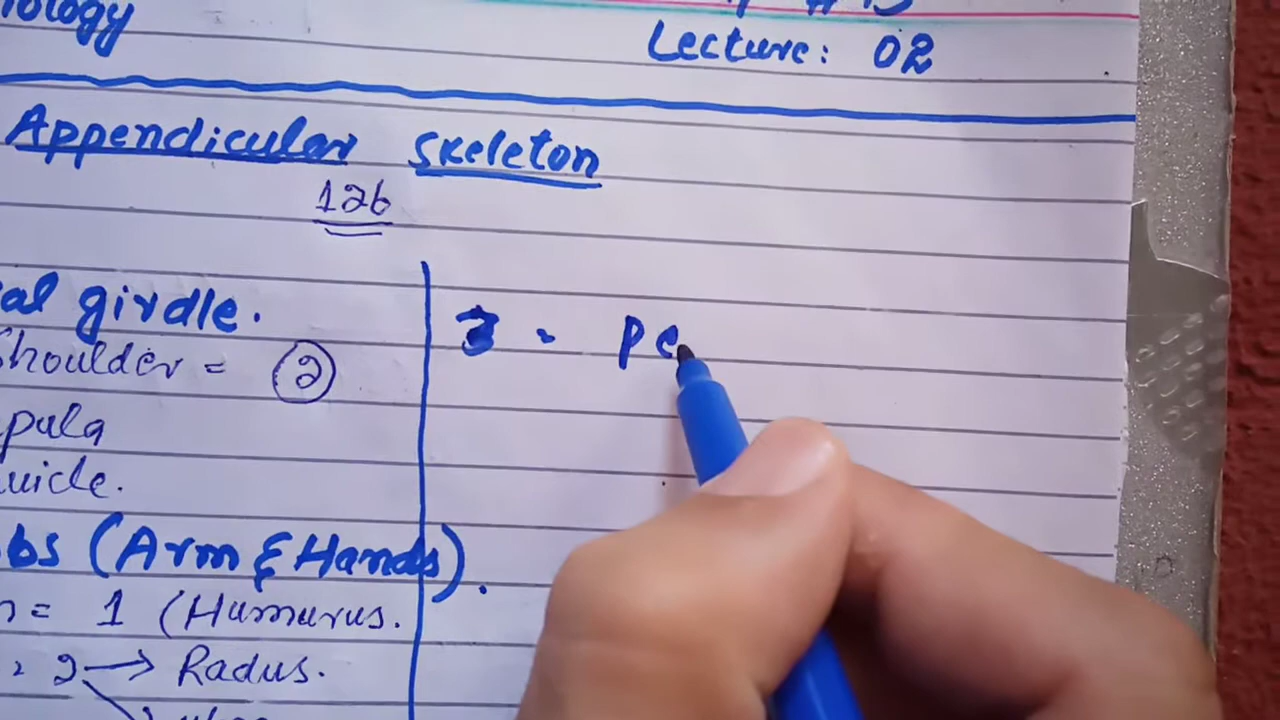 ology
Lecture: 02
Appendicular skeleton
126
al girdle.
Shoulder = 2
pula
uicle.
bs (Arm & Hands).
= 1 (Humurus.
2 → Radus.
3. Pe